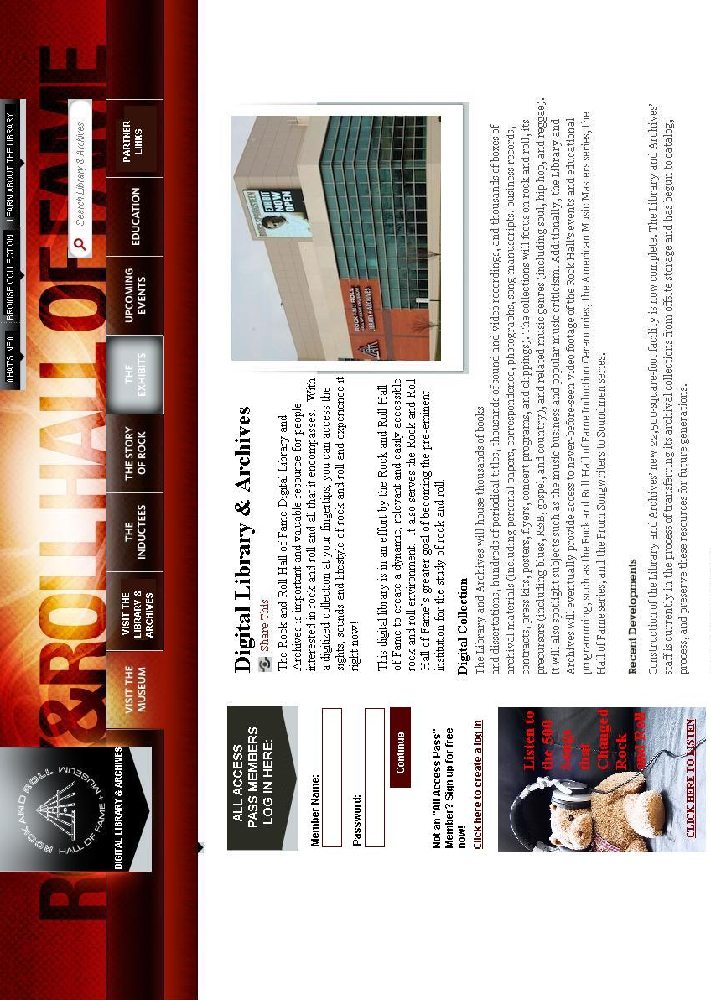 WHAT'S NEW
BROWSE COLLECTION
LEARN ABOUT THE LIBRARY
R
&ROLL HALL OF FAME
Search Library & Archives
ROCK AND ROLL
HALL OF FAME + MUSEUM
DIGITAL LIBRARY & ARCHIVES
VISIT THE
MUSEUM
VISIT THE
LIBRARY &
ARCHIVES
THE
INDUCTEES
THE STORY
OF ROCK
THE
EXHIBITS
UPCOMING
EVENTS
EDUCATION
PARTNER
LINKS
ALL ACCESS
PASS MEMBERS
LOG IN HERE:
Member Name:
Password:
Continue
Not an "All Access Pass"
Member? Sign up for free
now!
Click here to create a log in
Listen to
the 500
Songs
that
Changed
Rock
and Roll
CLICK HERE TO LISTEN
Digital Library & Archives
Share This
The Rock and Roll Hall of Fame Digital Library and
Archives is important and valuable resource for people
interested in rock and roll and all that it encompasses. With
a digitized collection at your fingertips, you can access the
sights, sounds and lifestyle of rock and roll and experience it
right now!
This digital library is in an effort by the Rock and Roll Hall
of Fame to create a dynamic, relevant and easily accessible
rock and roll environment. It also serves the Rock and Roll
Hall of Fame's greater goal of becoming the pre-eminent
institution for the study of rock and roll.
SPRINGSTEEN
EXHIBIT
NOW
OPEN
ROCK AND ROLL
HALL OF FAME + MUSEUM
LIBRARY + ARCHIVES
Digital Collection
The Library and Archives will house thousands of books
and dissertations, hundreds of periodical titles, thousands of sound and video recordings, and thousands of boxes of
archival materials (including personal papers, correspondence, photographs, song manuscripts, business records,
contracts, press kits, posters, flyers, concert programs, and clippings). The collections will focus on rock and roll, its
precursors (including blues, R&B, gospel, and country), and related music genres (including soul, hip hop, and reggae).
It will also spotlight subjects such as the music business and popular music criticism. Additionally, the Library and
Archives will eventually provide access to never-before-seen video footage of the Rock Hall's events and educational
programming, such as the Rock and Roll Hall of Fame Induction Ceremonies, the American Music Masters series, the
Hall of Fame series, and the From Songwriters to Soundmen series.
Recent Developments
Construction of the Library and Archives' new 22,500-square-foot facility is now complete. The Library and Archives'
staff is currently in the process of transferring its archival collections from offsite storage and has begun to catalog,
process, and preserve these resources for future generations.